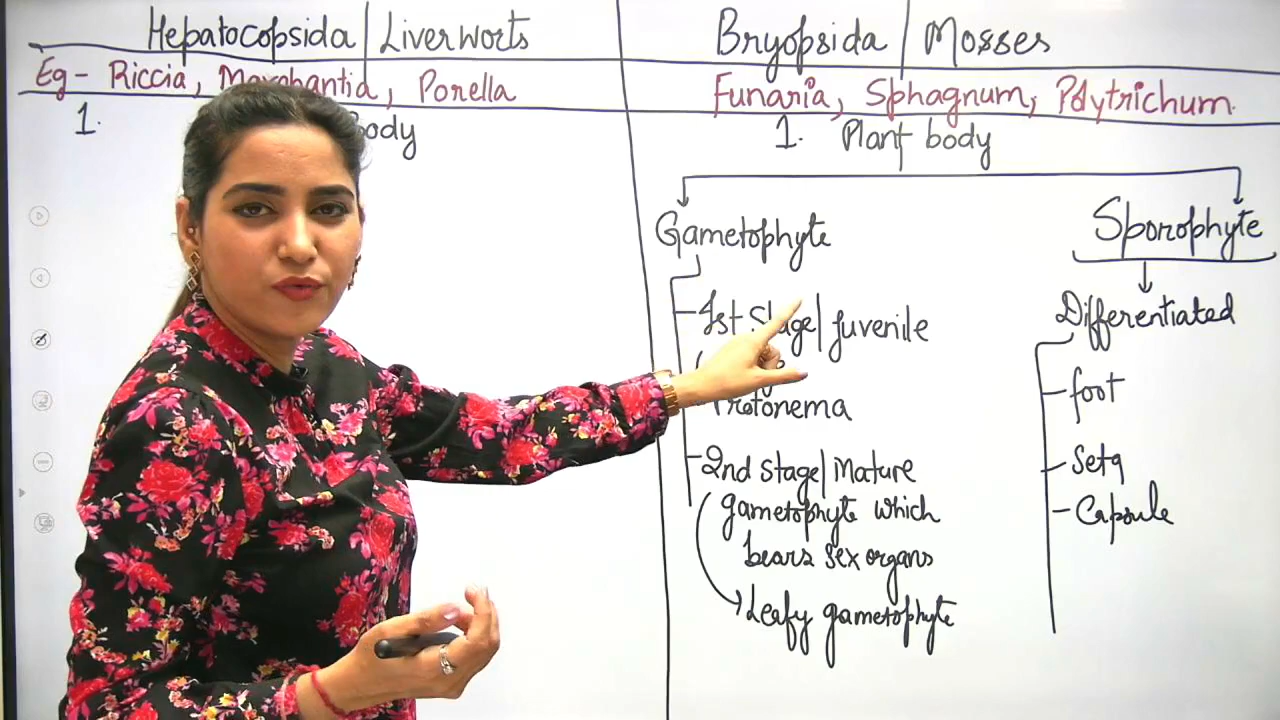 Hepatocopsida | Liverworts
Bryopsida | Mosses
Eg- Riccia, Marchantia, Porella
Funaria, Sphagnum, Polytrichum
1. Body
1. Plant body
Gametophyte
Sporophyte
1st Stage| Juvenile
Differentiated
foot
Protonema
2nd stage| Mature
Seta
gametophyte which
Capsule
bears sex organs
Leafy gametophyte